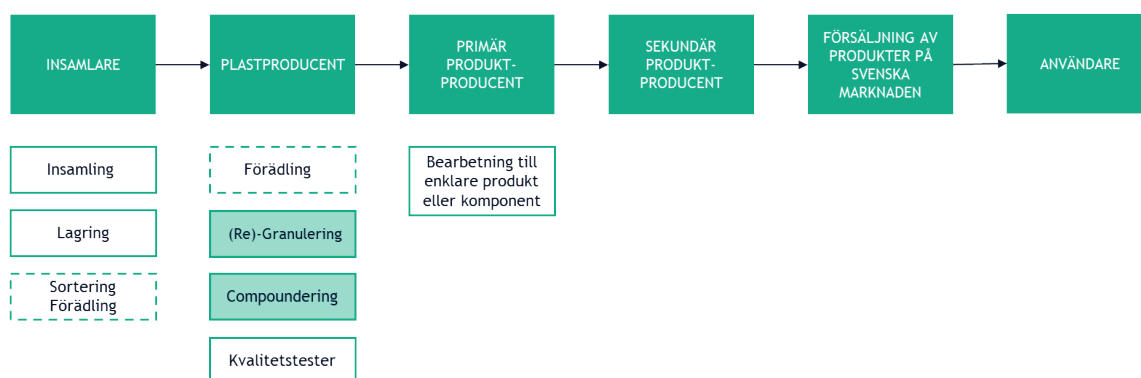 INSAMLARE
PLASTPRODUCENT
PRIMÄR
PRODUKT-
PRODUCENT
SEKUNDÄR
PRODUKT-
PRODUCENT
FÖRSÄLJNING AV
PRODUKTER PÅ
SVENSKA
MARKNADEN
ANVÄNDARE
Insamling
Lagring
Sortering
Förädling
Förädling
(Re)-Granulering
Compoundering
Kvalitetstester
Bearbetning till
enklare produkt
eller komponent